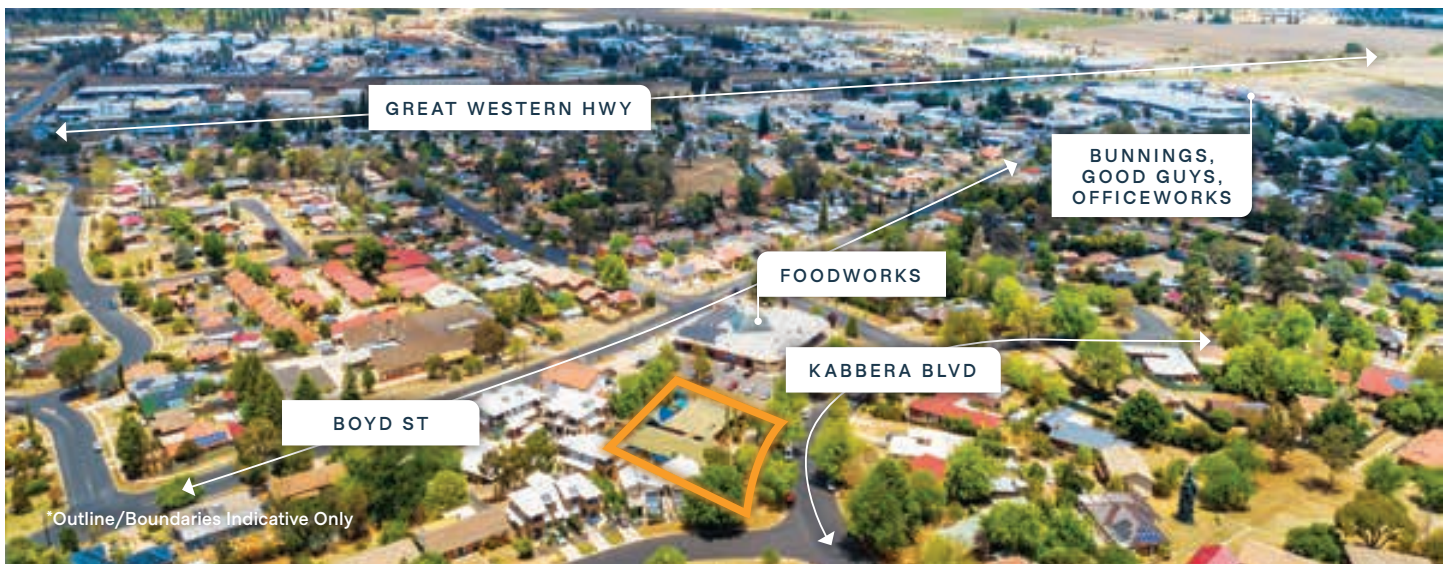 GREAT WESTERN HWY
BUNNINGS,
GOOD GUYS,
OFFICEWORKS
FOODWORKS
KABBERA BLVD
BOYD ST
*Outline/Boundaries Indicative Only